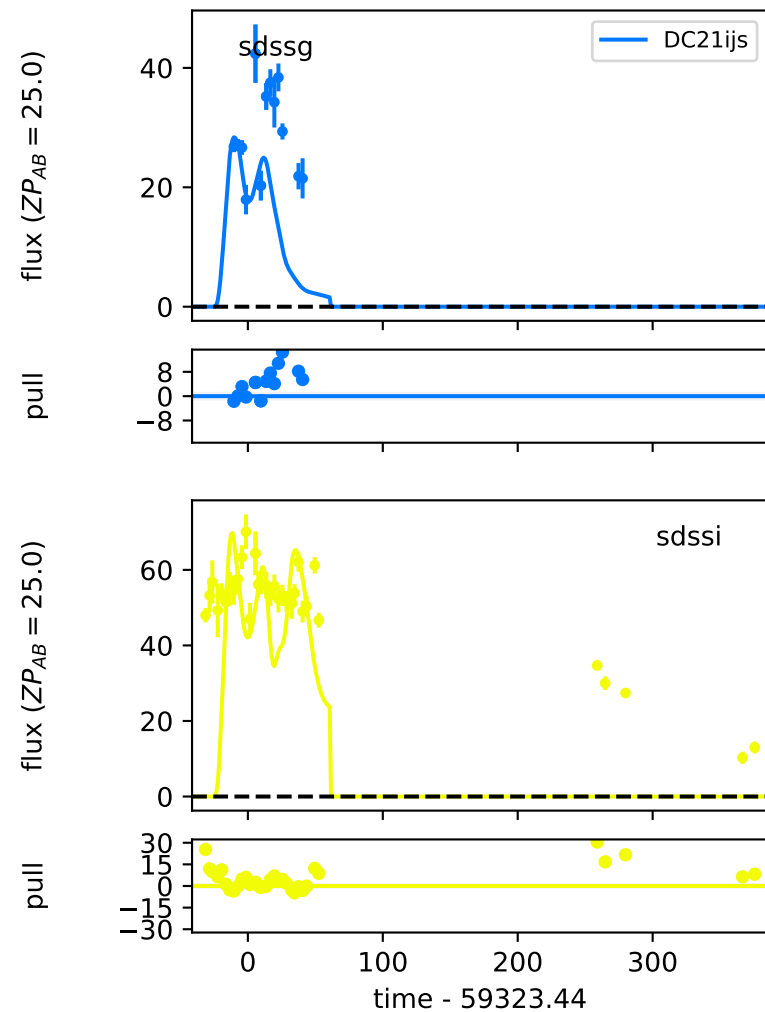 sdssg
DC21ijs
flux (ZP_AB = 25.0)
40
20
0
pull
8
0
−8
sdssi
flux (ZP_AB = 25.0)
60
40
20
0
pull
30
15
0
−15
−30
0 100 200 300
time - 59323.44